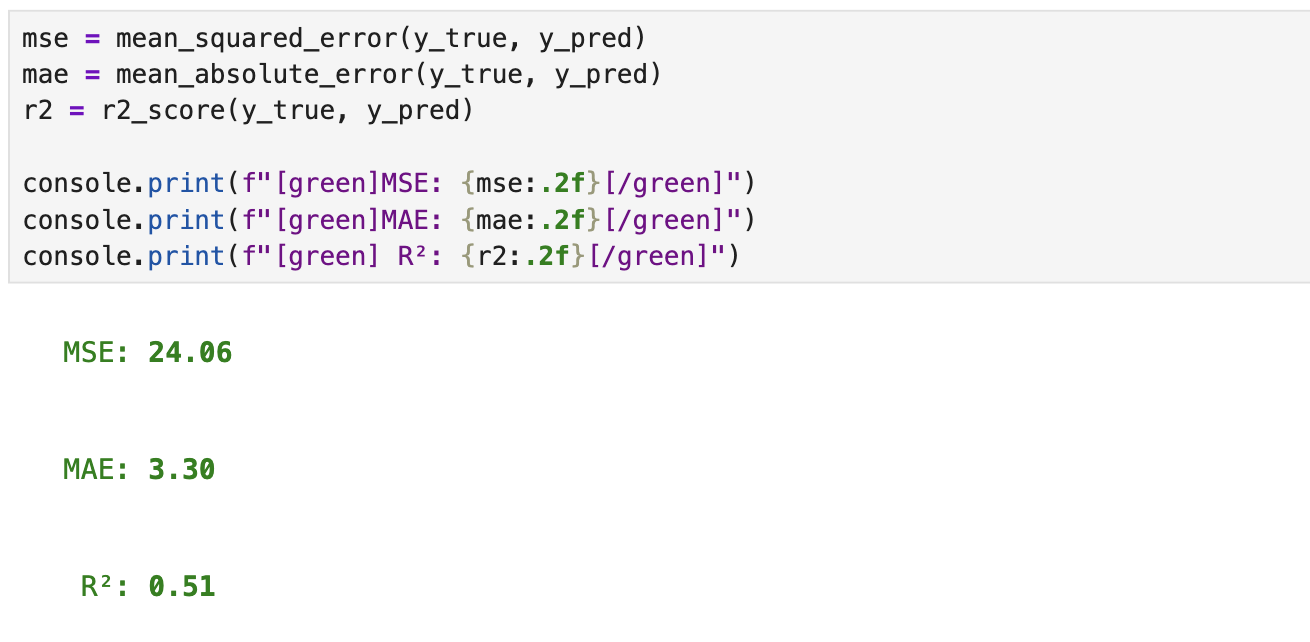 mse = mean_squared_error(y_true, y_pred)
mae = mean_absolute_error(y_true, y_pred)
r2 = r2_score(y_true, y_pred)
console.print(f"[green]MSE: {mse:.2f}[/green]")
console.print(f"[green]MAE: {mae:.2f}[/green]")
console.print(f"[green] R²: {r2:.2f}[/green]")
MSE: 24.06
MAE: 3.30
R²: 0.51